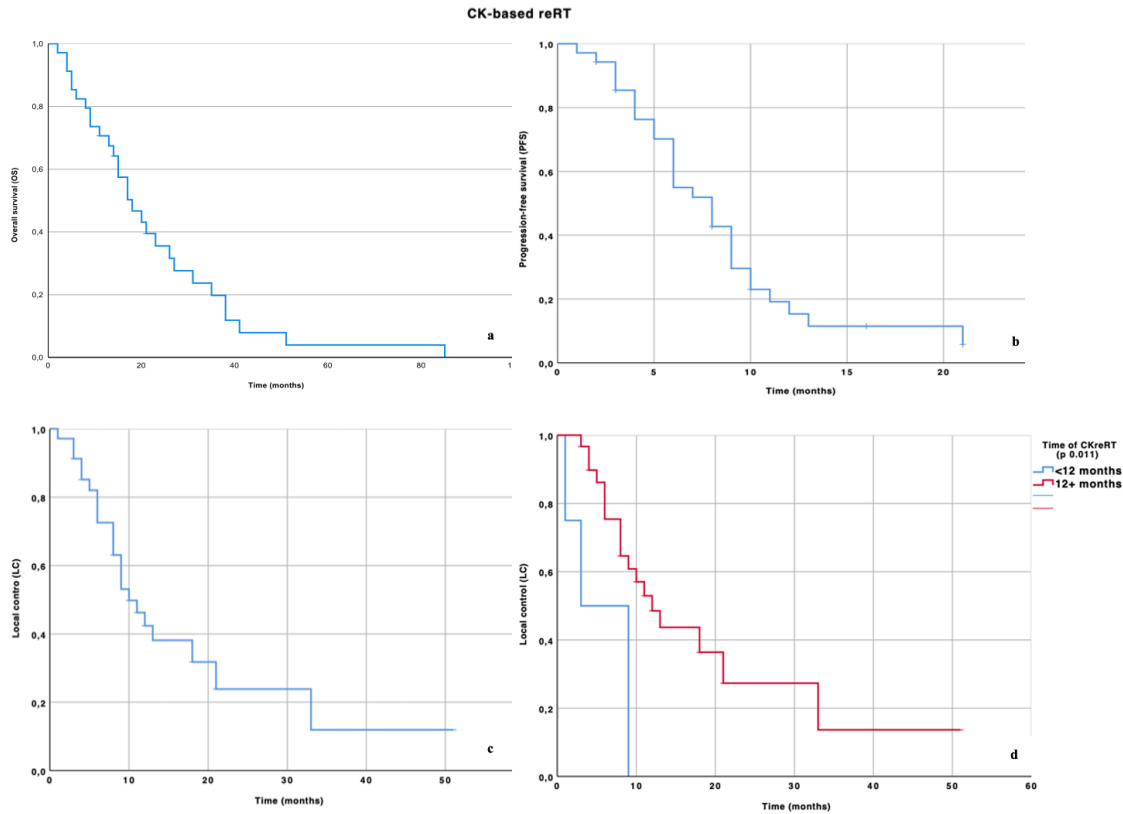 CK-based reRT
1,0
0,8
0,6
0,4
0,2
0,0
Overall survival (OS)
0
20
40
60
80
1
Time (months)
a
1,0
0,8
0,6
0,4
0,2
0,0
Progression-free survival (PFS)
0
5
10
15
20
Time (months)
b
1,0
0,8
0,6
0,4
0,2
0,0
Local contro (LC)
0
10
20
30
40
50
Time (months)
c
1,0
0,8
0,6
0,4
0,2
0,0
Local control (LC)
0
10
20
30
40
50
60
Time (months)
d
Time of CKreRT
(p 0.011)
<12 months
12+ months